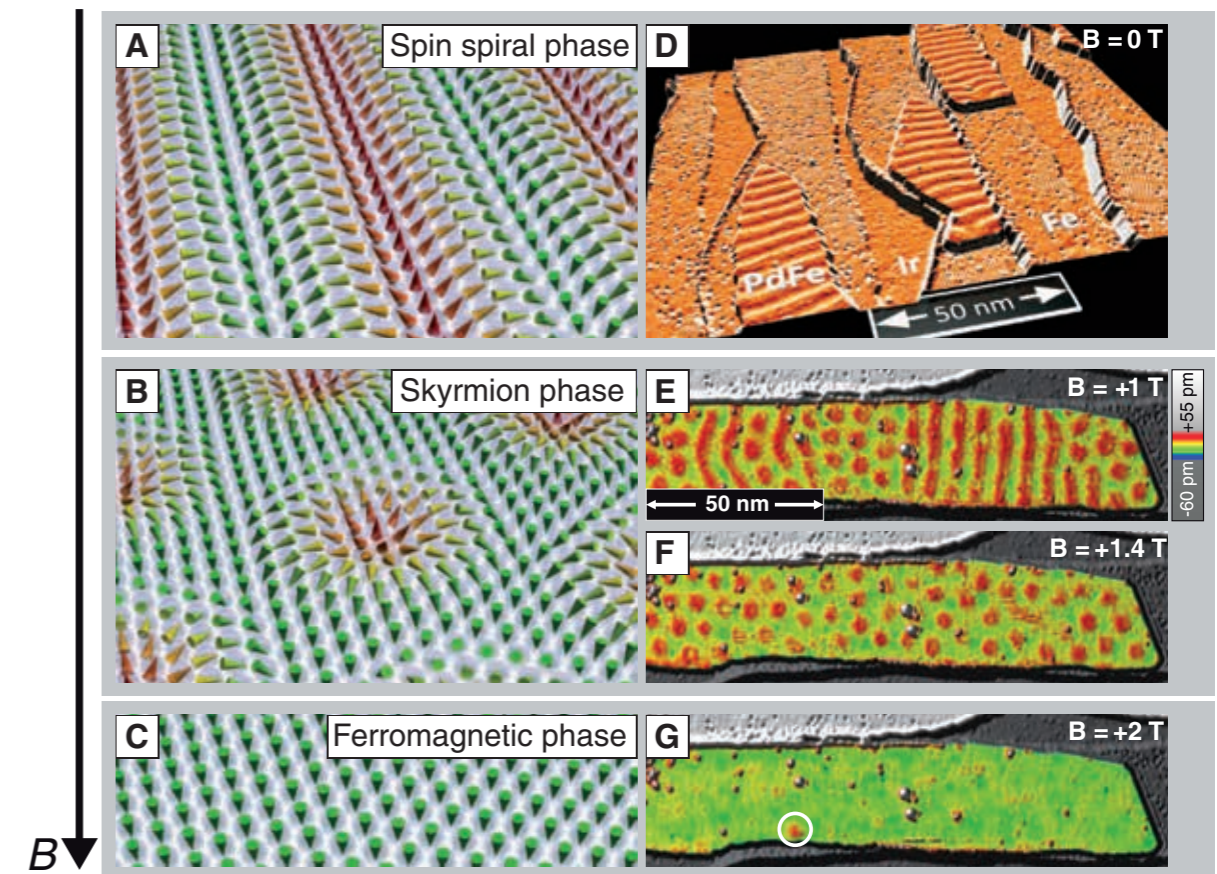 A
Spin spiral phase
D
B = 0 T
PdFe
Ir
Fe
50 nm
B
Skyrmion phase
E
B = +1 T
50 nm
+55 pm
-60 pm
F
B = +1.4 T
C
Ferromagnetic phase
G
B = +2 T
B